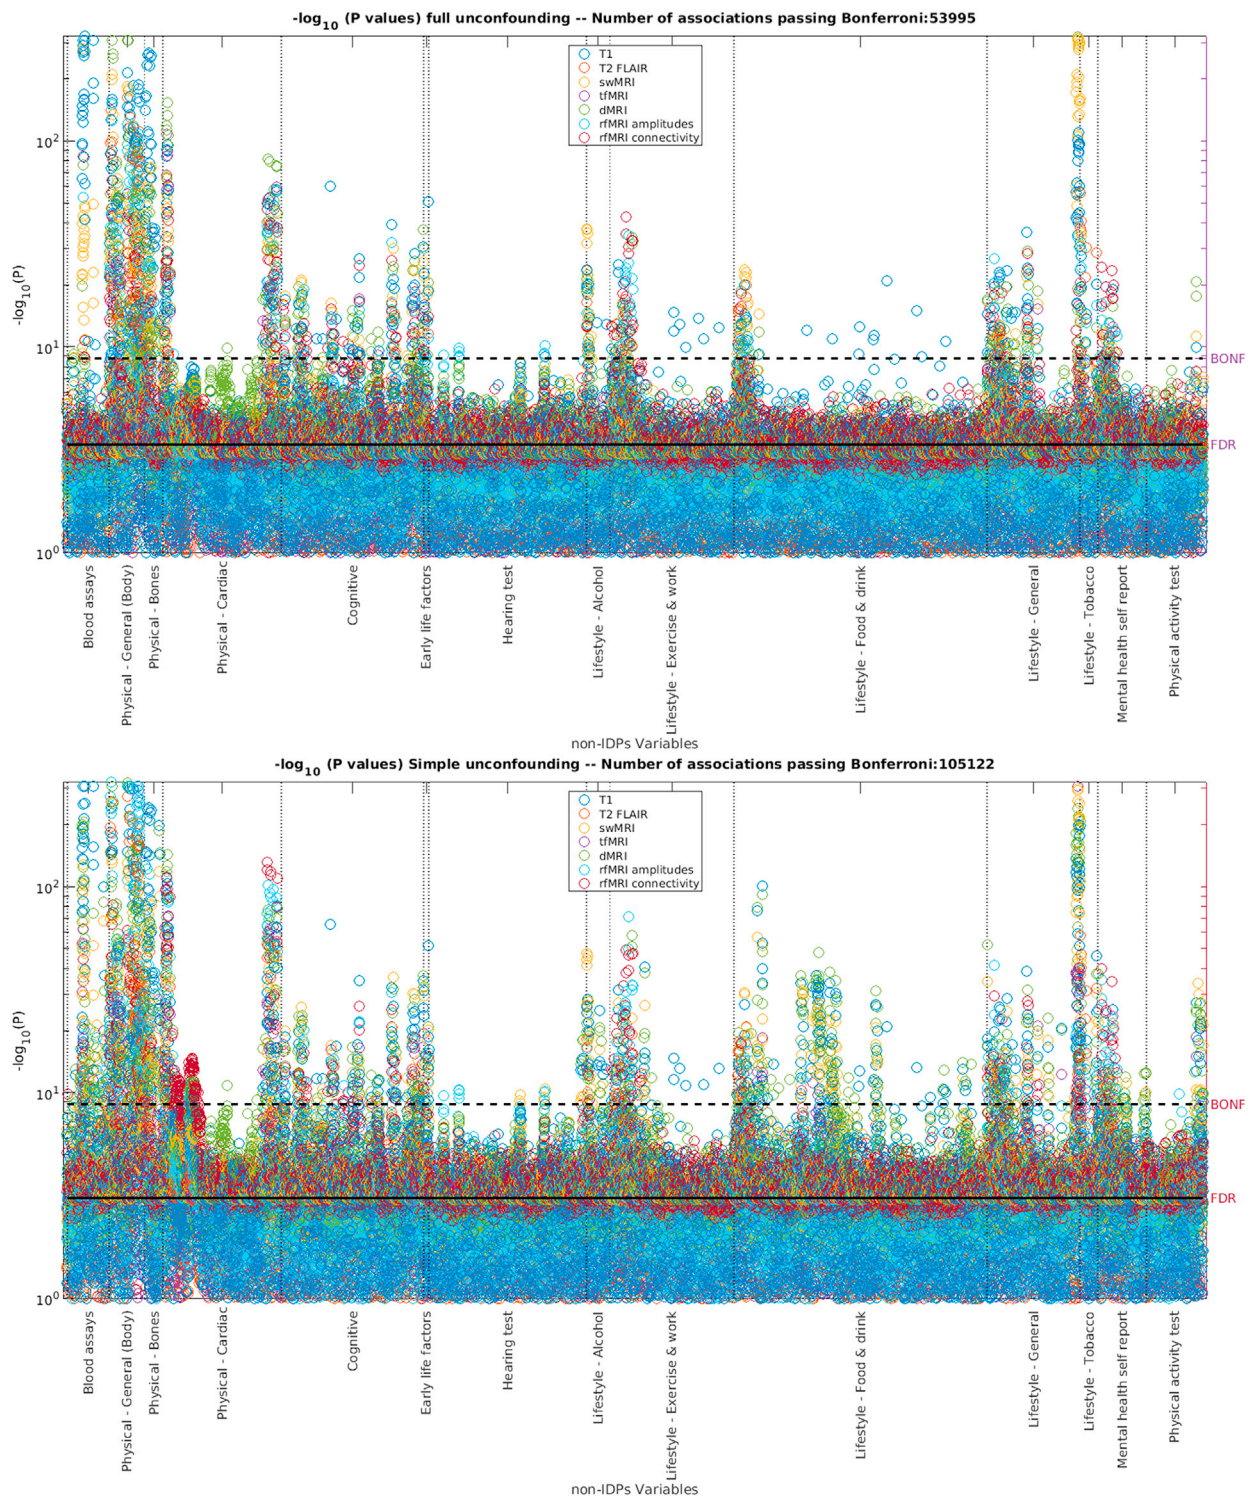 -log10 (P values) full unconfounding -- Number of associations passing Bonferroni:53995
T1
T2 FLAIR
swMRI
tfMRI
dMRI
rfMRI amplitudes
rfMRI connectivity
-log10(P)
10^2
10^1
10^0
BONF
FDR
Blood assays
Physical - General (Body)
Physical - Bones
Physical - Cardiac
Cognitive
Early life factors
Hearing test
Lifestyle - Alcohol
Lifestyle - Exercise & work
Lifestyle - Food & drink
Lifestyle - General
Lifestyle - Tobacco
Mental health self report
Physical activity test
non-IDPs Variables
-log10 (P values) Simple unconfounding -- Number of associations passing Bonferroni:105122
T1
T2 FLAIR
swMRI
tfMRI
dMRI
rfMRI amplitudes
rfMRI connectivity
-log10(P)
10^2
10^1
10^0
BONF
FDR
Blood assays
Physical - General (Body)
Physical - Bones
Physical - Cardiac
Cognitive
Early life factors
Hearing test
Lifestyle - Alcohol
Lifestyle - Exercise & work
Lifestyle - Food & drink
Lifestyle - General
Lifestyle - Tobacco
Mental health self report
Physical activity test
non-IDPs Variables